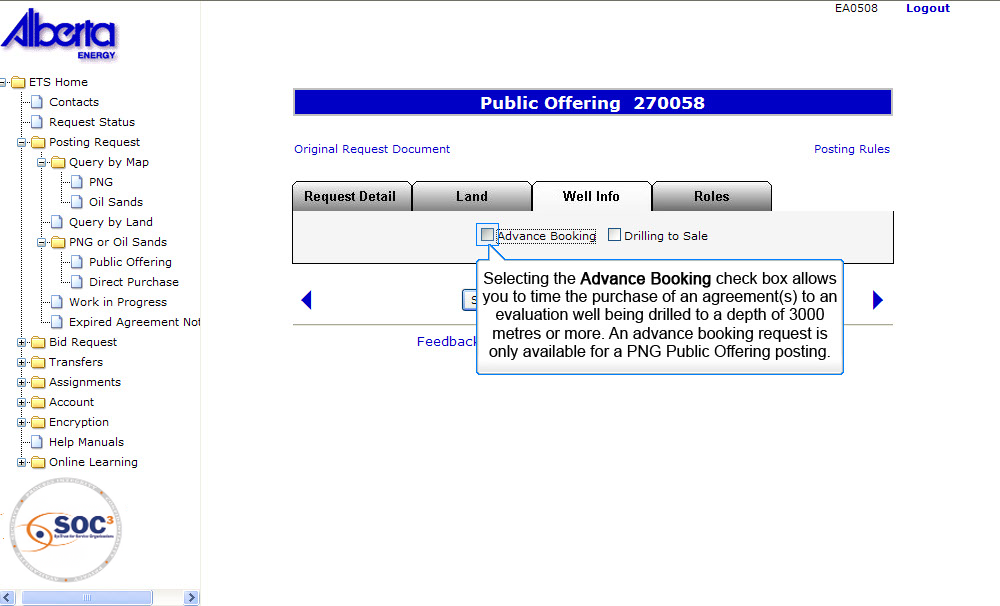 EA0508 Logout
Alberta
ENERGY
ETS Home
Contacts
Request Status
Posting Request
Query by Map
PNG
Oil Sands
Query by Land
PNG or Oil Sands
Public Offering
Direct Purchase
Work in Progress
Expired Agreement Not
Bid Request
Transfers
Assignments
Account
Encryption
Help Manuals
Online Learning
SOC3
Public Offering 270058
Original Request Document Posting Rules
Request Detail Land Well Info Roles
Advance Booking Drilling to Sale
Selecting the Advance Booking check box allows
you to time the purchase of an agreement(s) to an
evaluation well being drilled to a depth of 3000
metres or more. An advance booking request is
only available for a PNG Public Offering posting.
S
Feedback